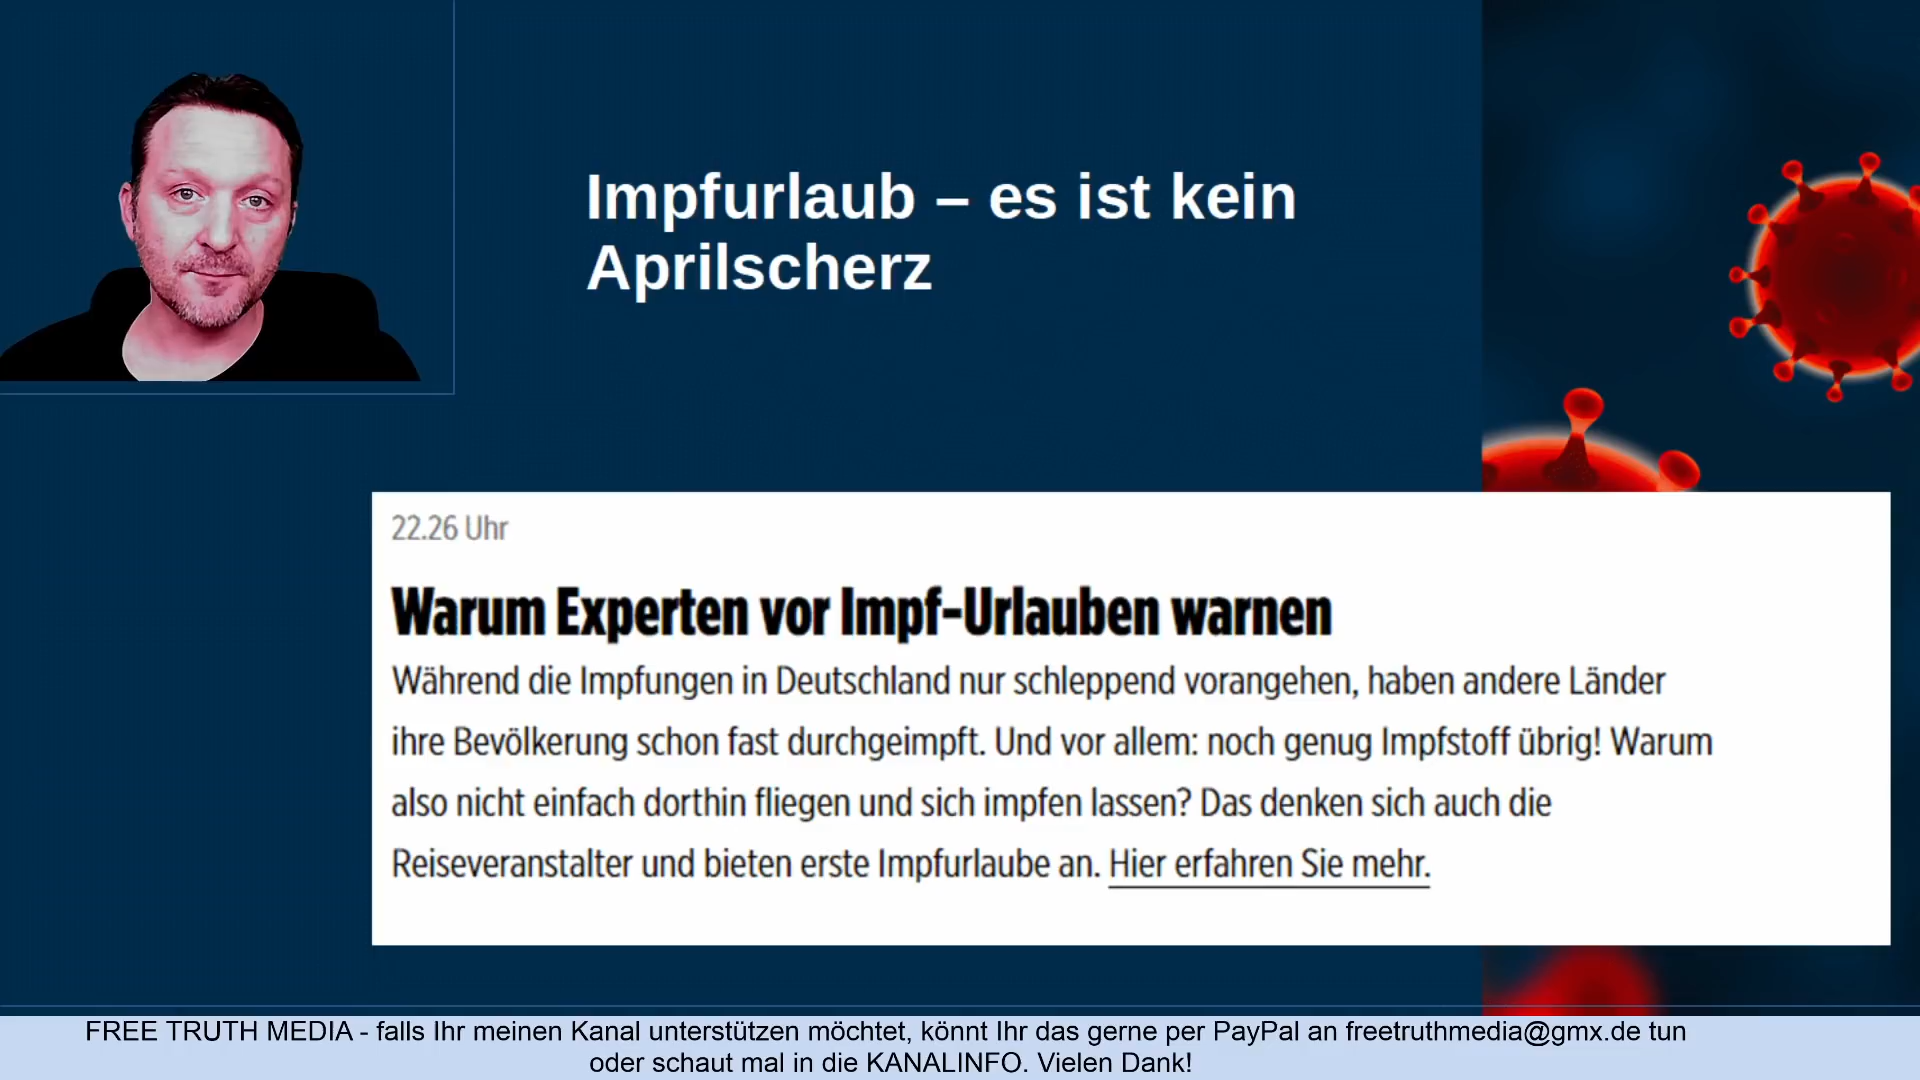 Impfurlaub – es ist kein
Aprilscherz
22.26 Uhr
Warum Experten vor Impf-Urlauben warnen
Während die Impfungen in Deutschland nur schleppend vorangehen, haben andere Länder
ihre Bevölkerung schon fast durchgeimpft. Und vor allem: noch genug Impfstoff übrig! Warum
also nicht einfach dorthin fliegen und sich impfen lassen? Das denken sich auch die
Reiseveranstalter und bieten erste Impfurlaube an. Hier erfahren Sie mehr.
FREE TRUTH MEDIA - falls Ihr meinen Kanal unterstützen möchtet, könnt Ihr das gerne per PayPal an freetruthmedia@gmx.de tun
oder schaut mal in die KANALINFO. Vielen Dank!